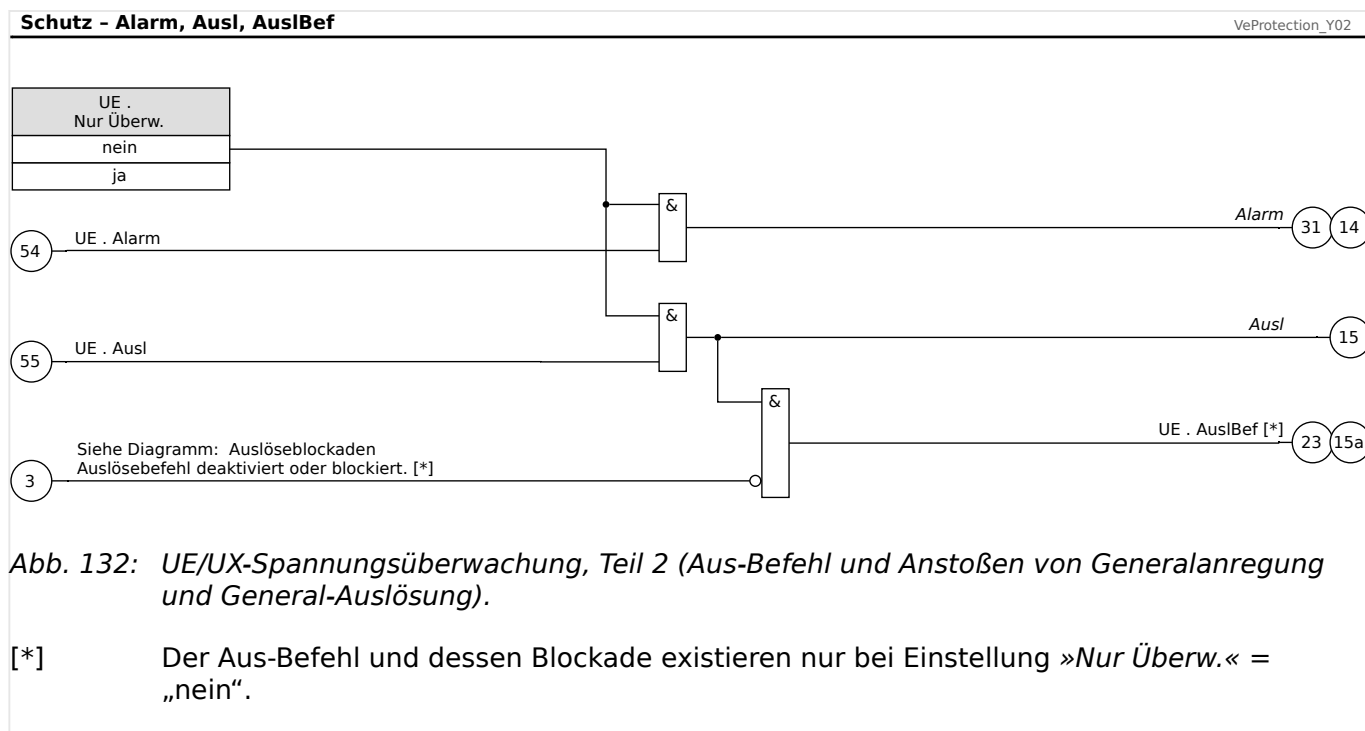 Schutz – Alarm, Ausl, AuslBef
VeProtection_Y02
UE .
Nur Überw.
nein
ja
&
Alarm
31
14
54
UE . Alarm
&
Ausl
15
55
UE . Ausl
&
UE . AuslBef [*]
23
15a
Siehe Diagramm: Auslöseblockaden
Auslösebefehl deaktiviert oder blockiert. [*]
3
Abb. 132: UE/UX-Spannungsüberwachung, Teil 2 (Aus-Befehl und Anstoßen von Generalanregung
und General-Auslösung).
[*] Der Aus-Befehl und dessen Blockade existieren nur bei Einstellung »Nur Überw.« =
„nein“.